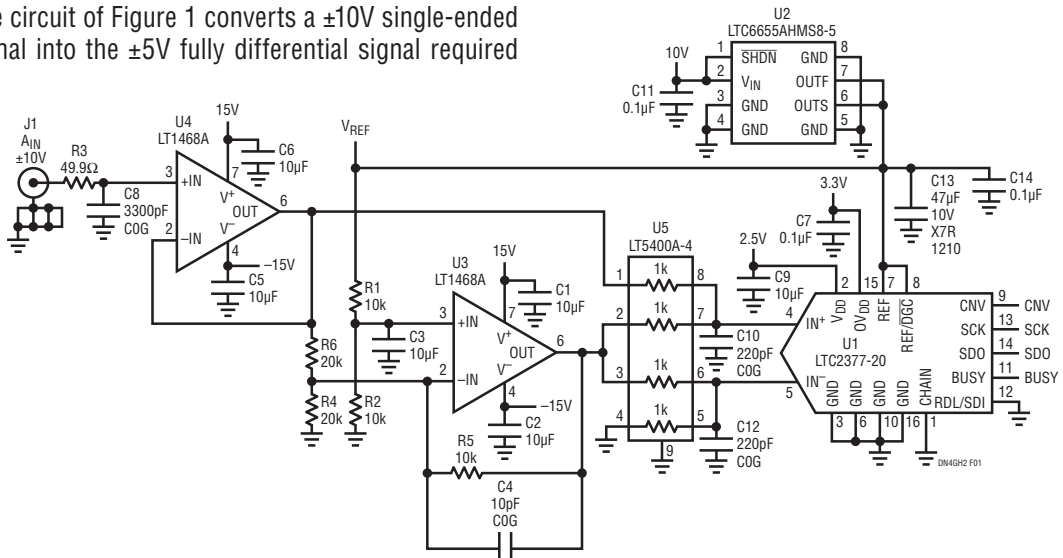 e circuit of Figure 1 converts a ±10V single-ended
nal into the ±5V fully differential signal required
U2
LTC6655AHMS8-5
1 SHDN GND 8
2 VIN OUTF 7
3 GND OUTS 6
4 GND GND 5
10V
C11
0.1µF
VREF
J1
AIN
±10V
R3
49.9Ω
C8
3300pF
C0G
U4
LT1468A
15V
C6
10µF
3 +IN
7
V+
OUT 6
V–
2 –IN
4
–15V
C5
10µF
R6
20k
R4
20k
R1
10k
R2
10k
C3
10µF
U3
LT1468A
15V
C1
10µF
3 +IN
7
V+
OUT 6
V–
2 –IN
4
–15V
C2
10µF
R5
10k
C4
10pF
C0G
U5
LT5400A-4
1 1k 8
2 1k 7
3 1k 6
4 1k 5
9
C10
220pF
C0G
C12
220pF
C0G
3.3V
C7
0.1µF
2.5V
C9
10µF
C13
47µF
10V
X7R
1210
C14
0.1µF
2 15 7 8
VDD OVDD REF REF/DGC
4 IN+
5 IN–
U1
LTC2377-20
CNV 9 CNV
SCK 13 SCK
SDO 14 SDO
BUSY 11 BUSY
RDL/SDI 12
GND GND GND GND CHAIN
3 6 10 16 1
DN4GH2 F01